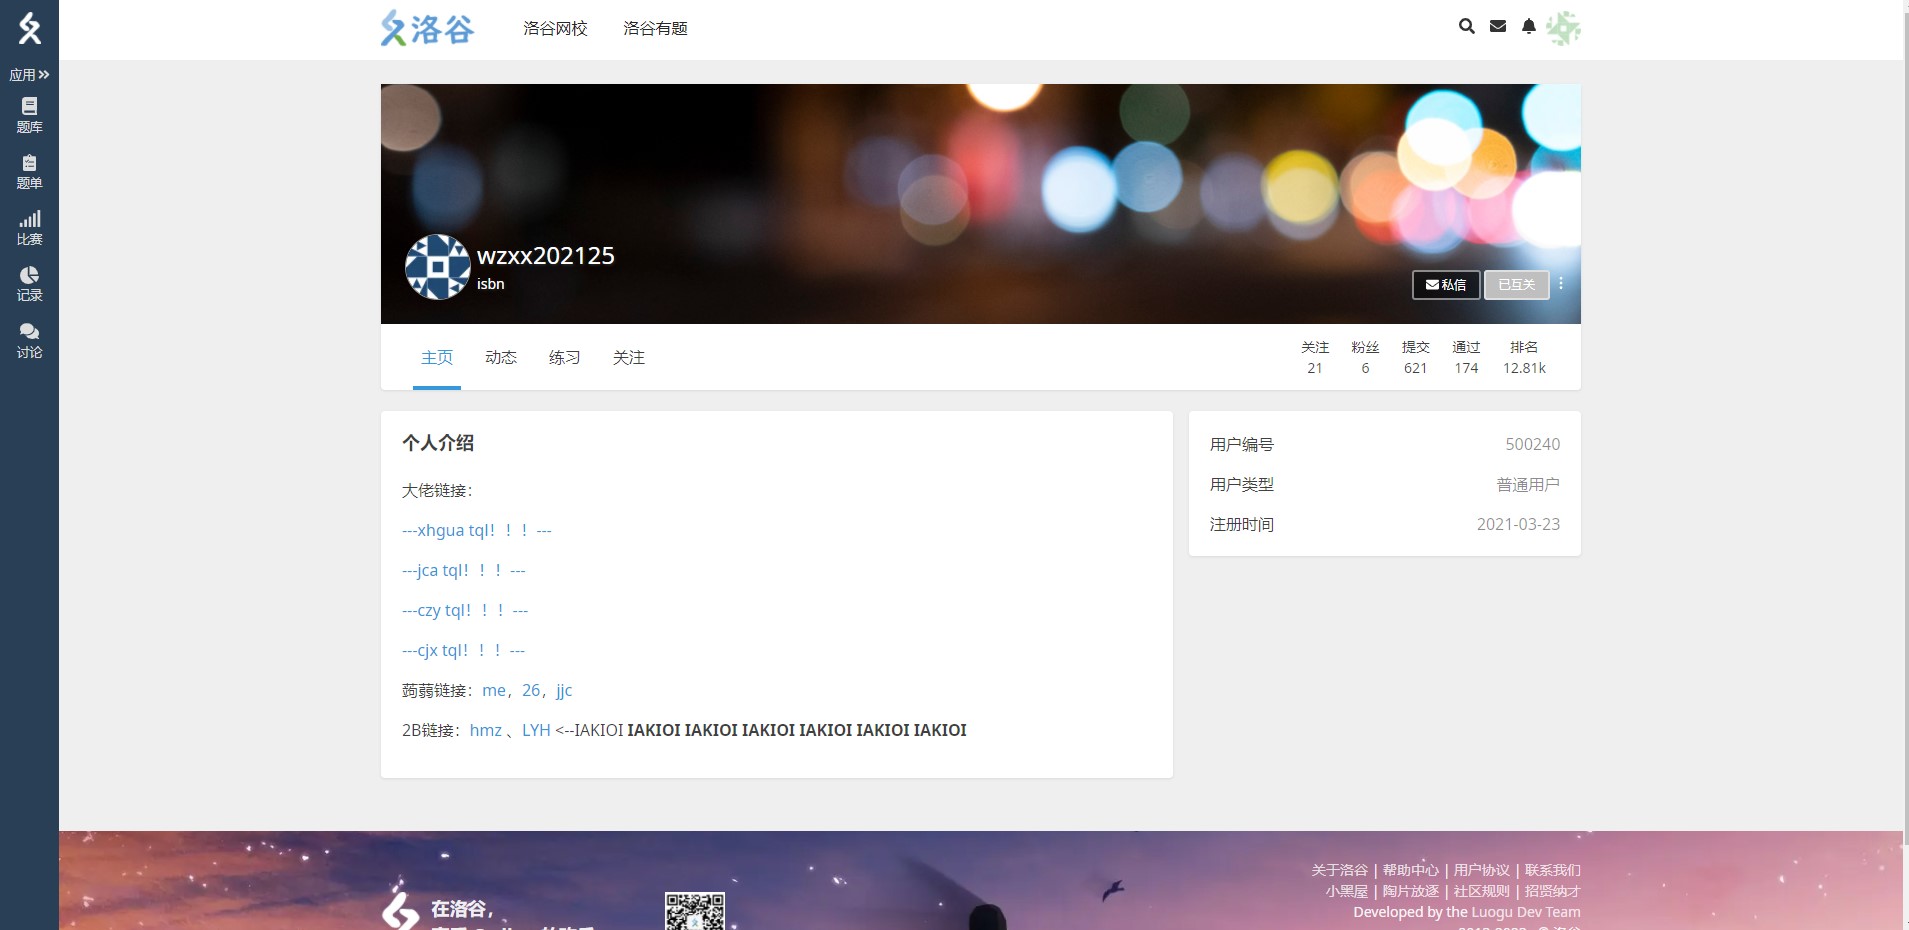 洛谷
洛谷网校
洛谷有题
应用
题库
题单
比赛
记录
讨论
wzxx202125
isbn
私信
已互关
主页
动态
练习
关注
关注
21
粉丝
6
提交
621
通过
174
排名
12.81k
个人介绍
大佬链接：
---xhgua tql！！！---
---jca tql！！！---
---czy tql！！！---
---cjx tql！！！---
蒟蒻链接：me，26，jjc
2B链接：hmz 、LYH <--IAKIOI IAKIOI IAKIOI IAKIOI IAKIOI IAKIOI IAKIOI
用户编号 500240
用户类型 普通用户
注册时间 2021-03-23
在洛谷，
关于洛谷 | 帮助中心 | 用户协议 | 联系我们
小黑屋 | 陶片放逐 | 社区规则 | 招贤纳才
Developed by the Luogu Dev Team